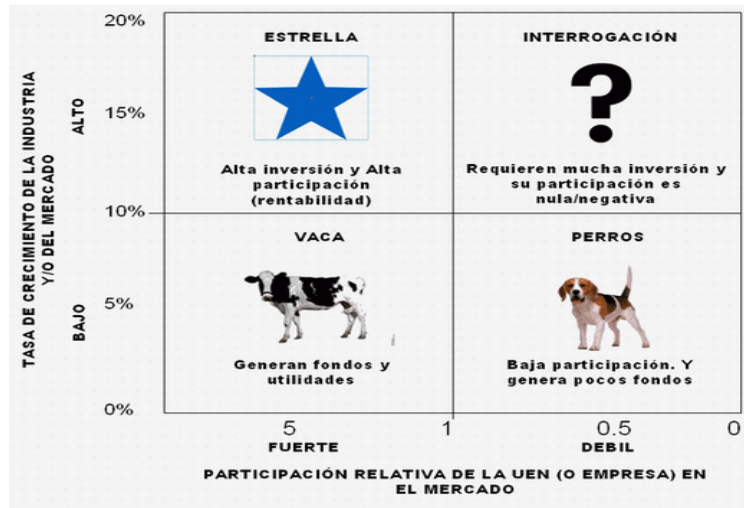 20%
ESTRELLA
INTERROGACIÓN
?
15%
ALTO
Alta inversión y Alta
participación
(rentabilidad)
Requieren mucha inversión y
su participación es
nula/negativa
10%
TASA DE CRECIMIENTO DE LA INDUSTRIA
Y/O DEL MERCADO
VACA
PERROS
5%
BAJO
Generan fondos y
utilidades
Baja participación. Y
genera pocos fondos
0%
5
1
0.5
0
FUERTE
DEBIL
PARTICIPACIÓN RELATIVA DE LA UEN (O EMPRESA) EN
EL MERCADO